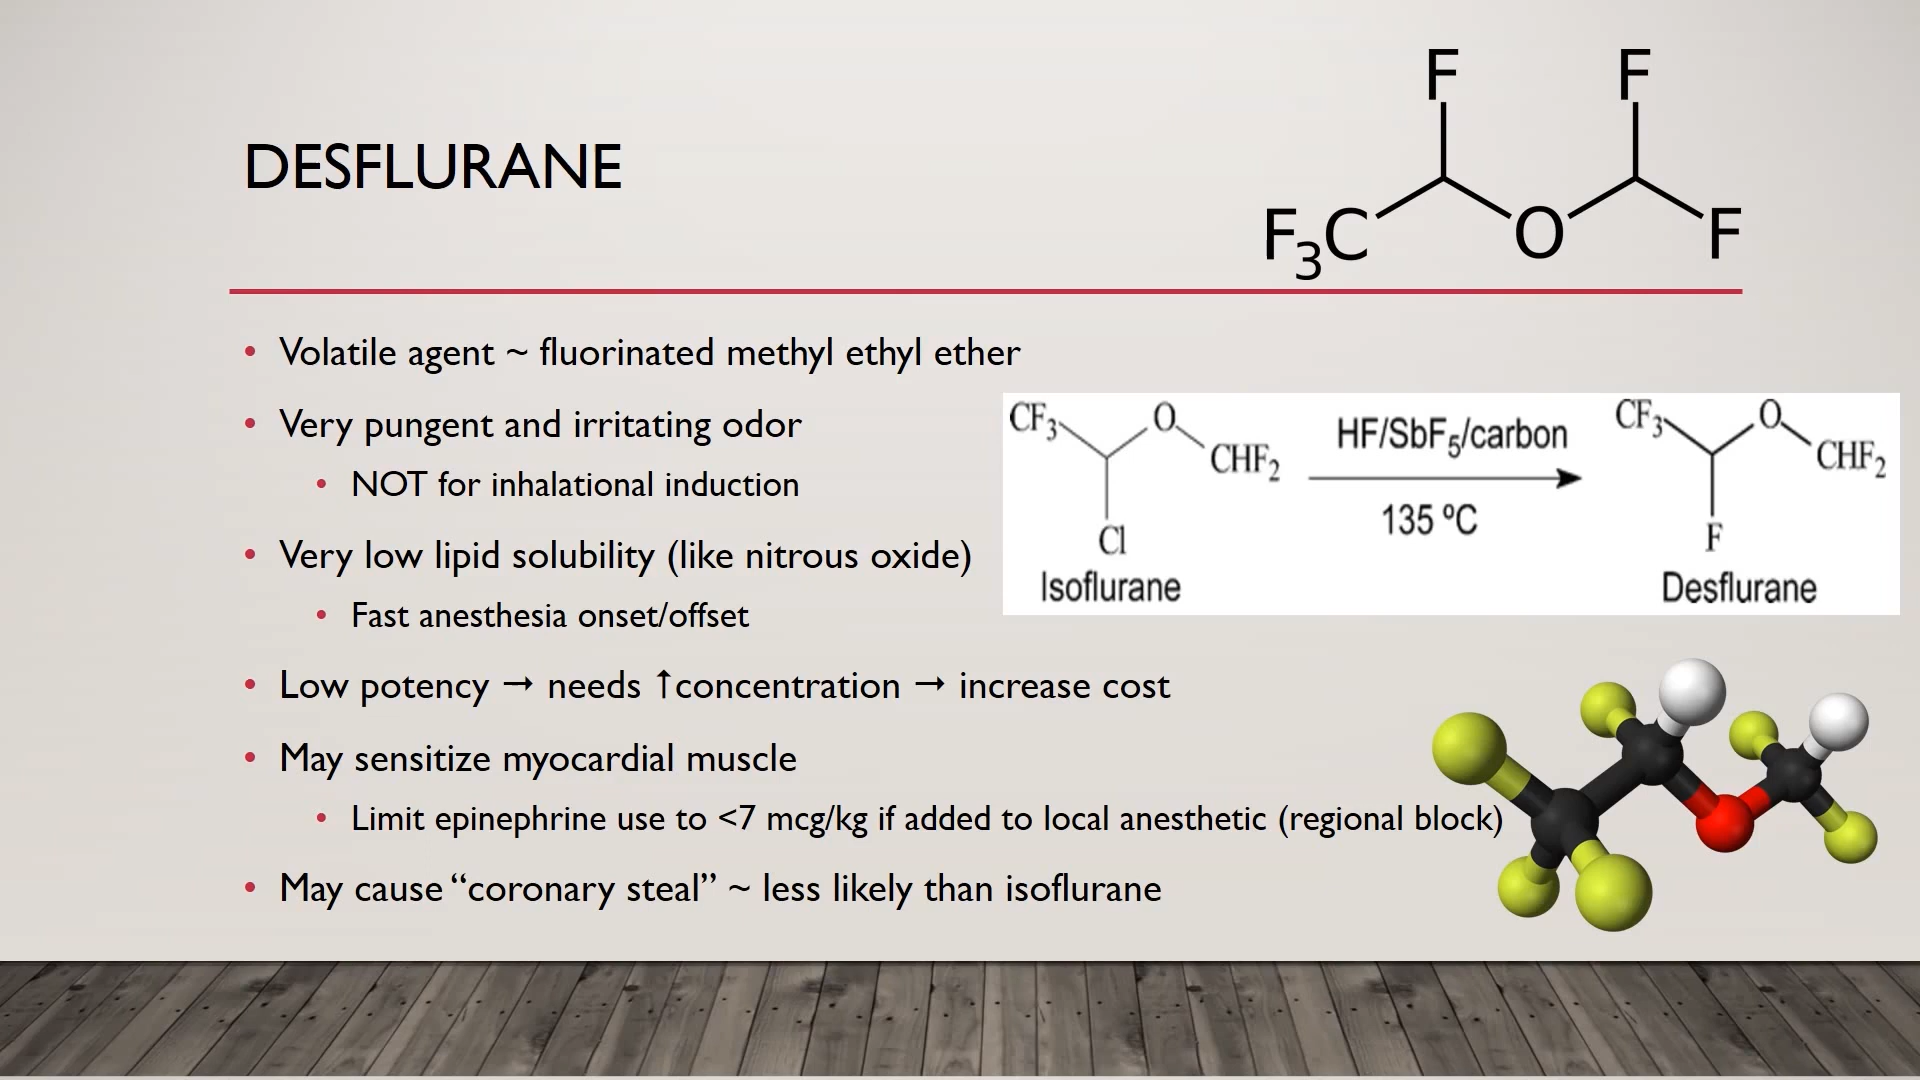 DESFLURANE
F F
F3C O F
• Volatile agent ~ fluorinated methyl ethyl ether
• Very pungent and irritating odor
• NOT for inhalational induction
• Very low lipid solubility (like nitrous oxide)
• Fast anesthesia onset/offset
• Low potency → needs ↑concentration → increase cost
• May sensitize myocardial muscle
• Limit epinephrine use to <7 mcg/kg if added to local anesthetic (regional block)
• May cause “coronary steal” ~ less likely than isoflurane
CF3 O CHF2
Cl
Isoflurane
HF/SbF5/carbon
135 ºC
CF3 O CHF2
F
Desflurane